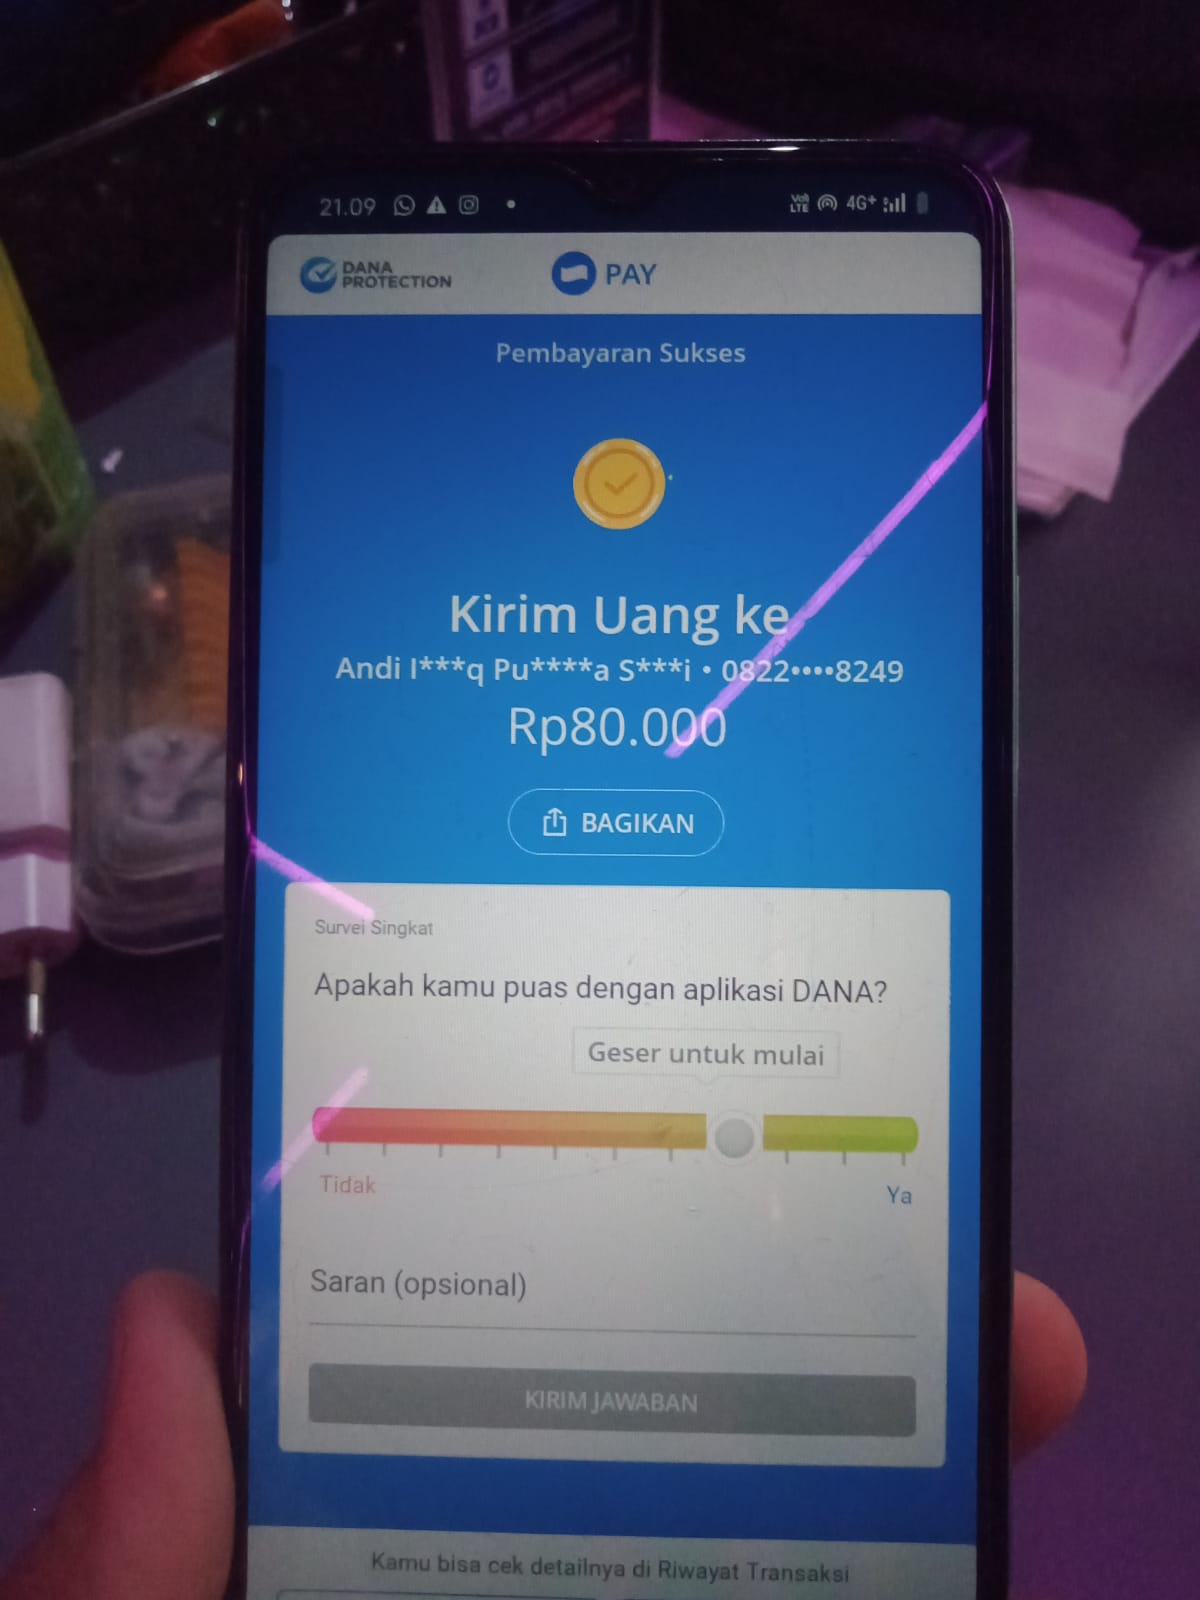 21.09
VoI
LTE
4G+
DANA
PROTECTION
PAY
Pembayaran Sukses
Kirim Uang ke
Andi I***q Pu****a S***i • 0822••••8249
Rp80.000
BAGIKAN
Survei Singkat
Apakah kamu puas dengan aplikasi DANA?
Geser untuk mulai
Tidak
Ya
Saran (opsional)
KIRIM JAWABAN
Kamu bisa cek detailnya di Riwayat Transaksi